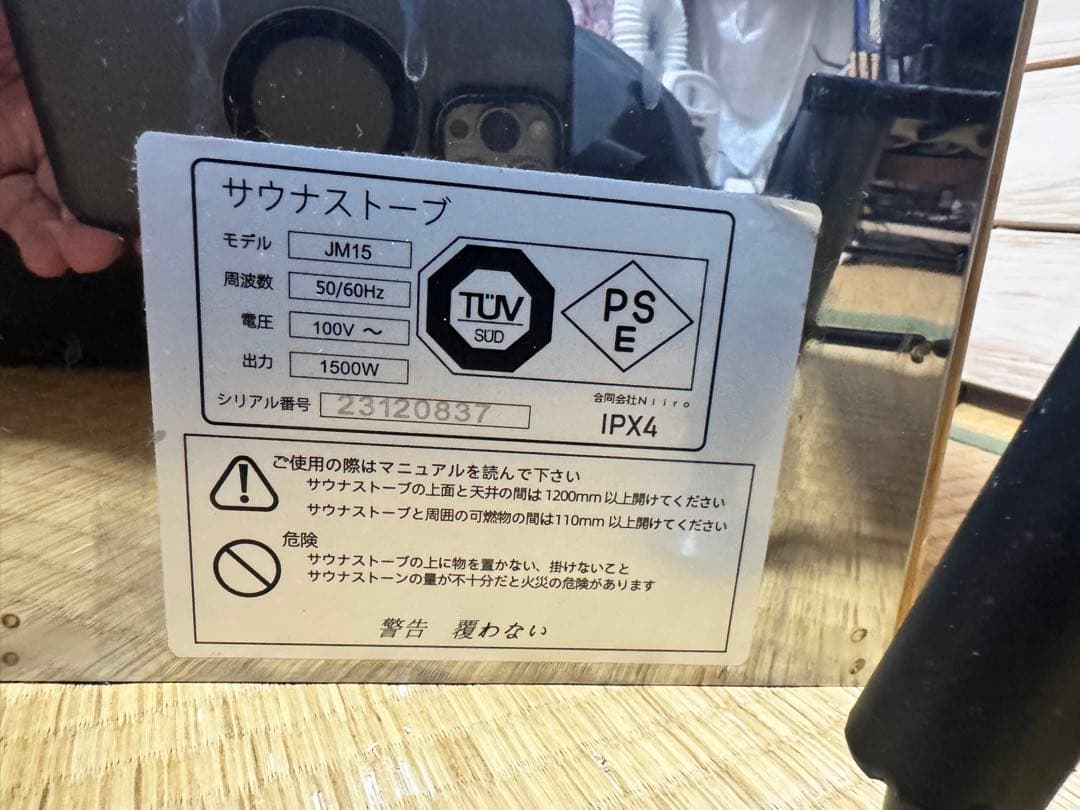 サウナストーブ
モデル JM15
周波数 50/60Hz
電圧 100V ～
出力 1500W
シリアル番号 23120837
TÜV
SÜD
PS
E
合同会社Niiro
IPX4
ご使用の際はマニュアルを読んで下さい
サウナストーブの上面と天井の間は1200mm以上開けてください
サウナストーブと周囲の可燃物の間は110mm以上開けてください
危険
サウナストーブの上に物を置かない、掛けないこと
サウナストーンの量が不十分だと火災の危険があります
警告 覆わない